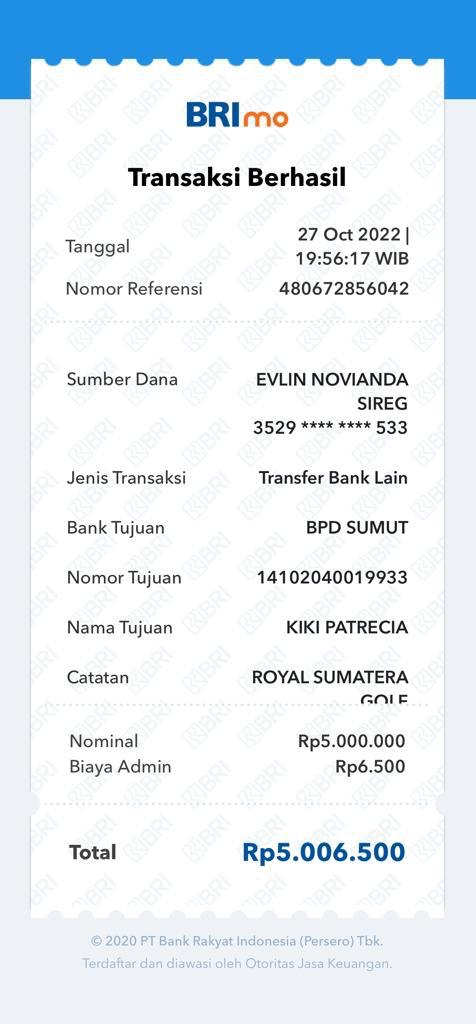 BRImo
Transaksi Berhasil
Tanggal 27 Oct 2022 |
19:56:17 WIB
Nomor Referensi 480672856042
Sumber Dana EVLIN NOVIANDA
SIREG
3529 **** **** 533
Jenis Transaksi Transfer Bank Lain
Bank Tujuan BPD SUMUT
Nomor Tujuan 14102040019933
Nama Tujuan KIKI PATRECIA
Catatan ROYAL SUMATERA
GOLF
Nominal Rp5.000.000
Biaya Admin Rp6.500
Total Rp5.006.500
© 2020 PT Bank Rakyat Indonesia (Persero) Tbk.
Terdaftar dan diawasi oleh Otoritas Jasa Keuangan.